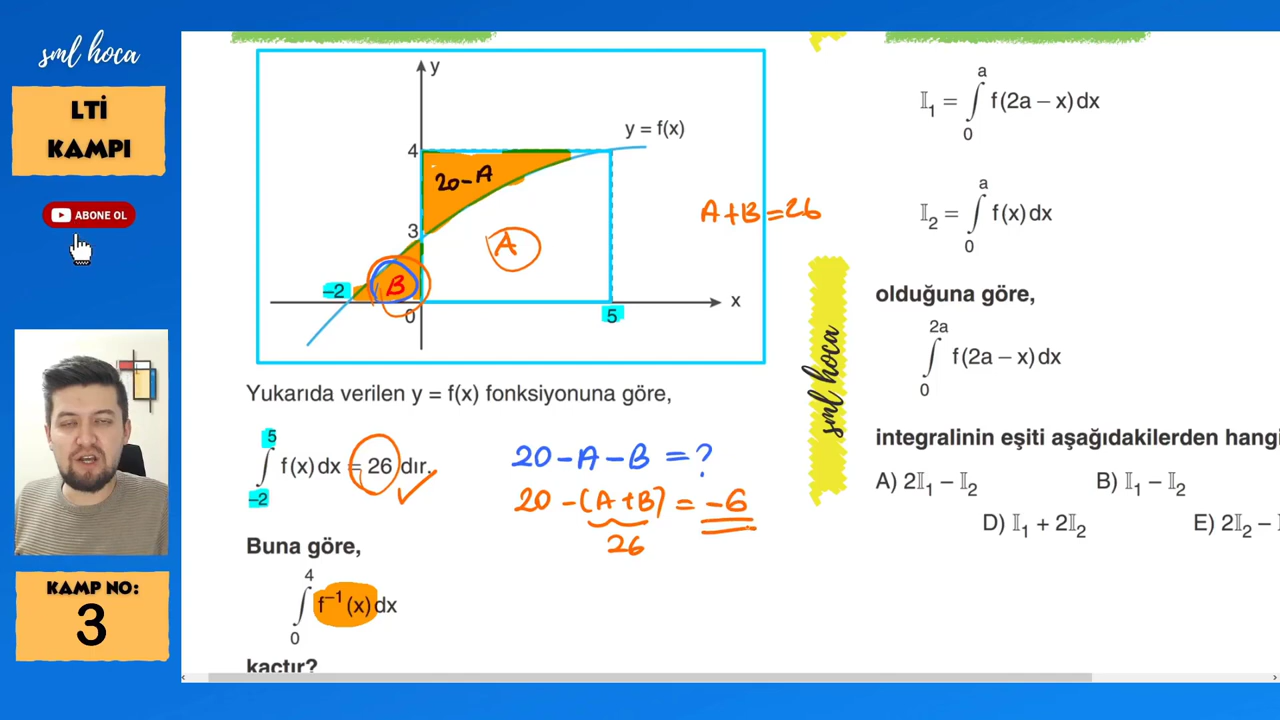 sml hoca
LTİ
KAMPI
ABONE OL
KAMP NO:
3
y
y = f(x)
4
20-A
3
A
B
-2
0
5
x
A+B=26
Yukarıda verilen y = f(x) fonksiyonuna göre,
5
∫ f(x) dx = 26 dır.
-2
20-A-B = ?
20-(A+B) = -6
26
Buna göre,
4
∫ f⁻¹(x) dx
0
kaçtır?
sml hoca
a
𝕀₁ = ∫ f(2a – x) dx
0
a
𝕀₂ = ∫ f(x) dx
0
olduğuna göre,
2a
∫ f(2a – x) dx
0
integralinin eşiti aşağıdakilerden hangi
A) 2𝕀₁ – 𝕀₂ B) 𝕀₁ – 𝕀₂
D) 𝕀₁ + 2𝕀₂ E) 2𝕀₂ –